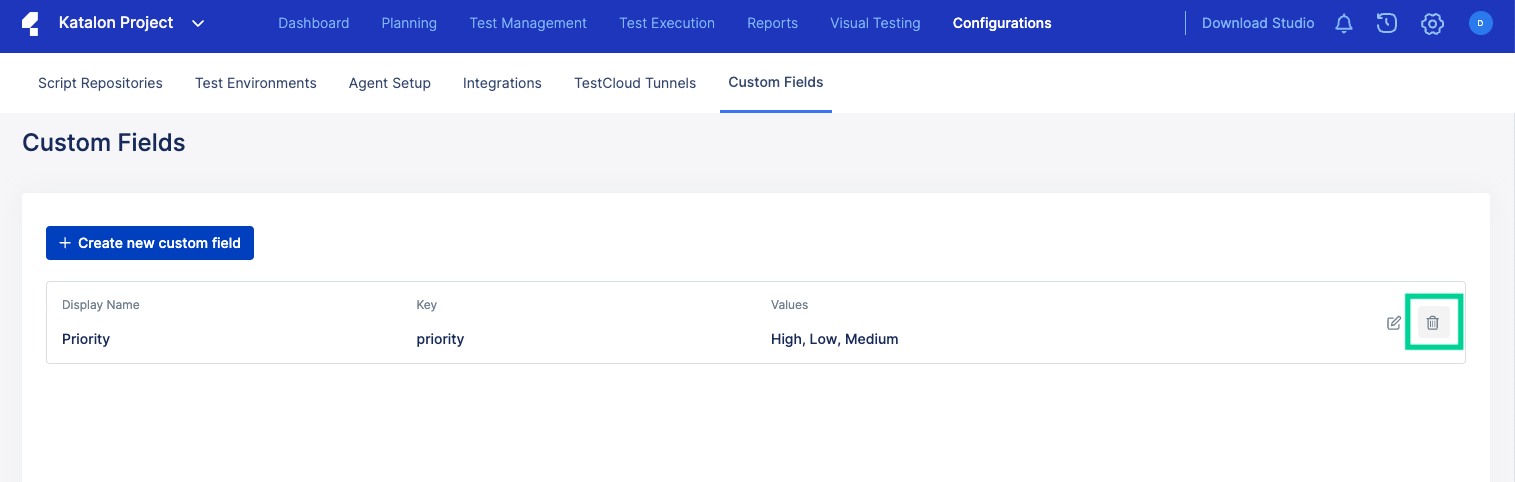 Katalon Project Dashboard Planning Test Management Test Execution Reports Visual Testing Configurations Download Studio D
Script Repositories Test Environments Agent Setup Integrations TestCloud Tunnels Custom Fields
Custom Fields
+ Create new custom field
Display Name Key Values
Priority priority High, Low, Medium